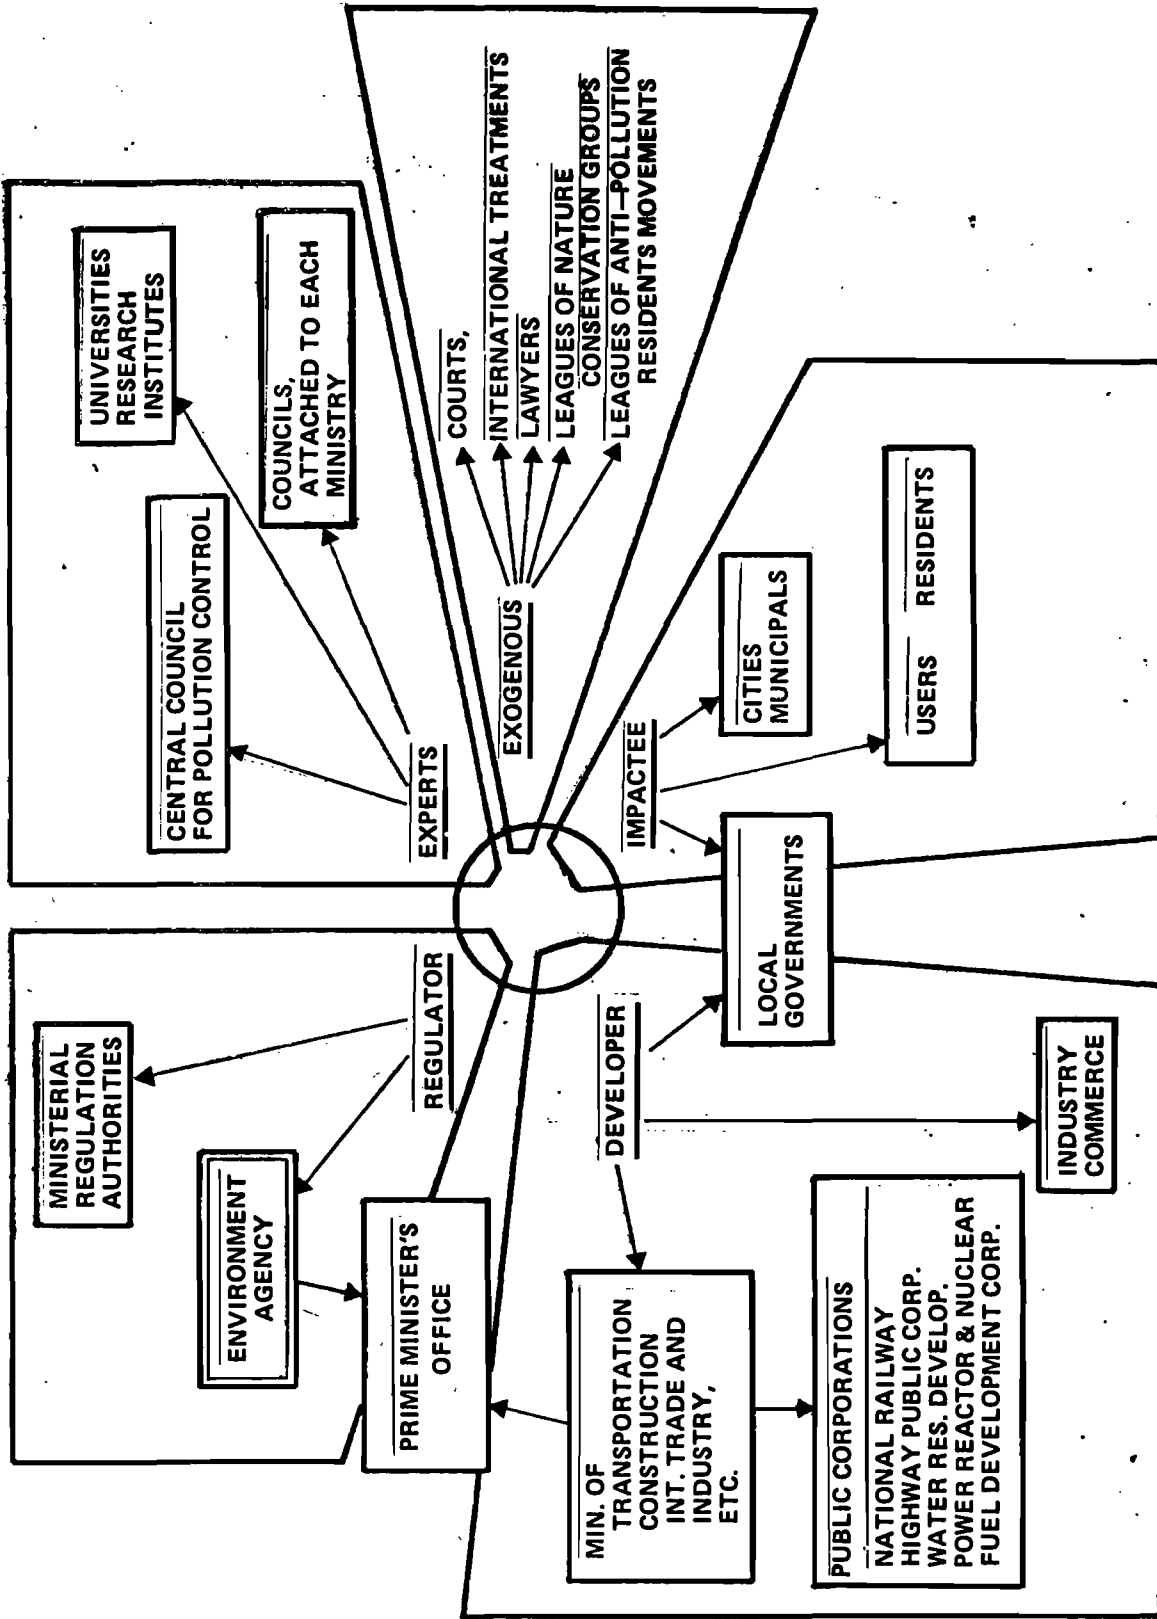 MINISTERIAL
REGULATION
AUTHORITIES
ENVIRONMENT
AGENCY
PRIME MINISTER'S
OFFICE
REGULATOR
UNIVERSITIES
RESEARCH
INSTITUTES
CENTRAL COUNCIL
FOR POLLUTION CONTROL
COUNCILS,
ATTACHED TO EACH
MINISTRY
EXPERTS
EXOGENOUS
COURTS,
INTERNATIONAL TREATMENTS
LAWYERS
LEAGUES OF NATURE
CONSERVATION GROUPS
LEAGUES OF ANTI-POLLUTION
RESIDENTS MOVEMENTS
DEVELOPER
MIN. OF
TRANSPORTATION
CONSTRUCTION
INT. TRADE AND
INDUSTRY,
ETC.
PUBLIC CORPORATIONS
NATIONAL RAILWAY
HIGHWAY PUBLIC CORP.
WATER RES. DEVELOP.
POWER REACTOR & NUCLEAR
FUEL DEVELOPMENT CORP.
INDUSTRY
COMMERCE
LOCAL
GOVERNMENTS
IMPACTEE
CITIES
MUNICIPALS
USERS RESIDENTS